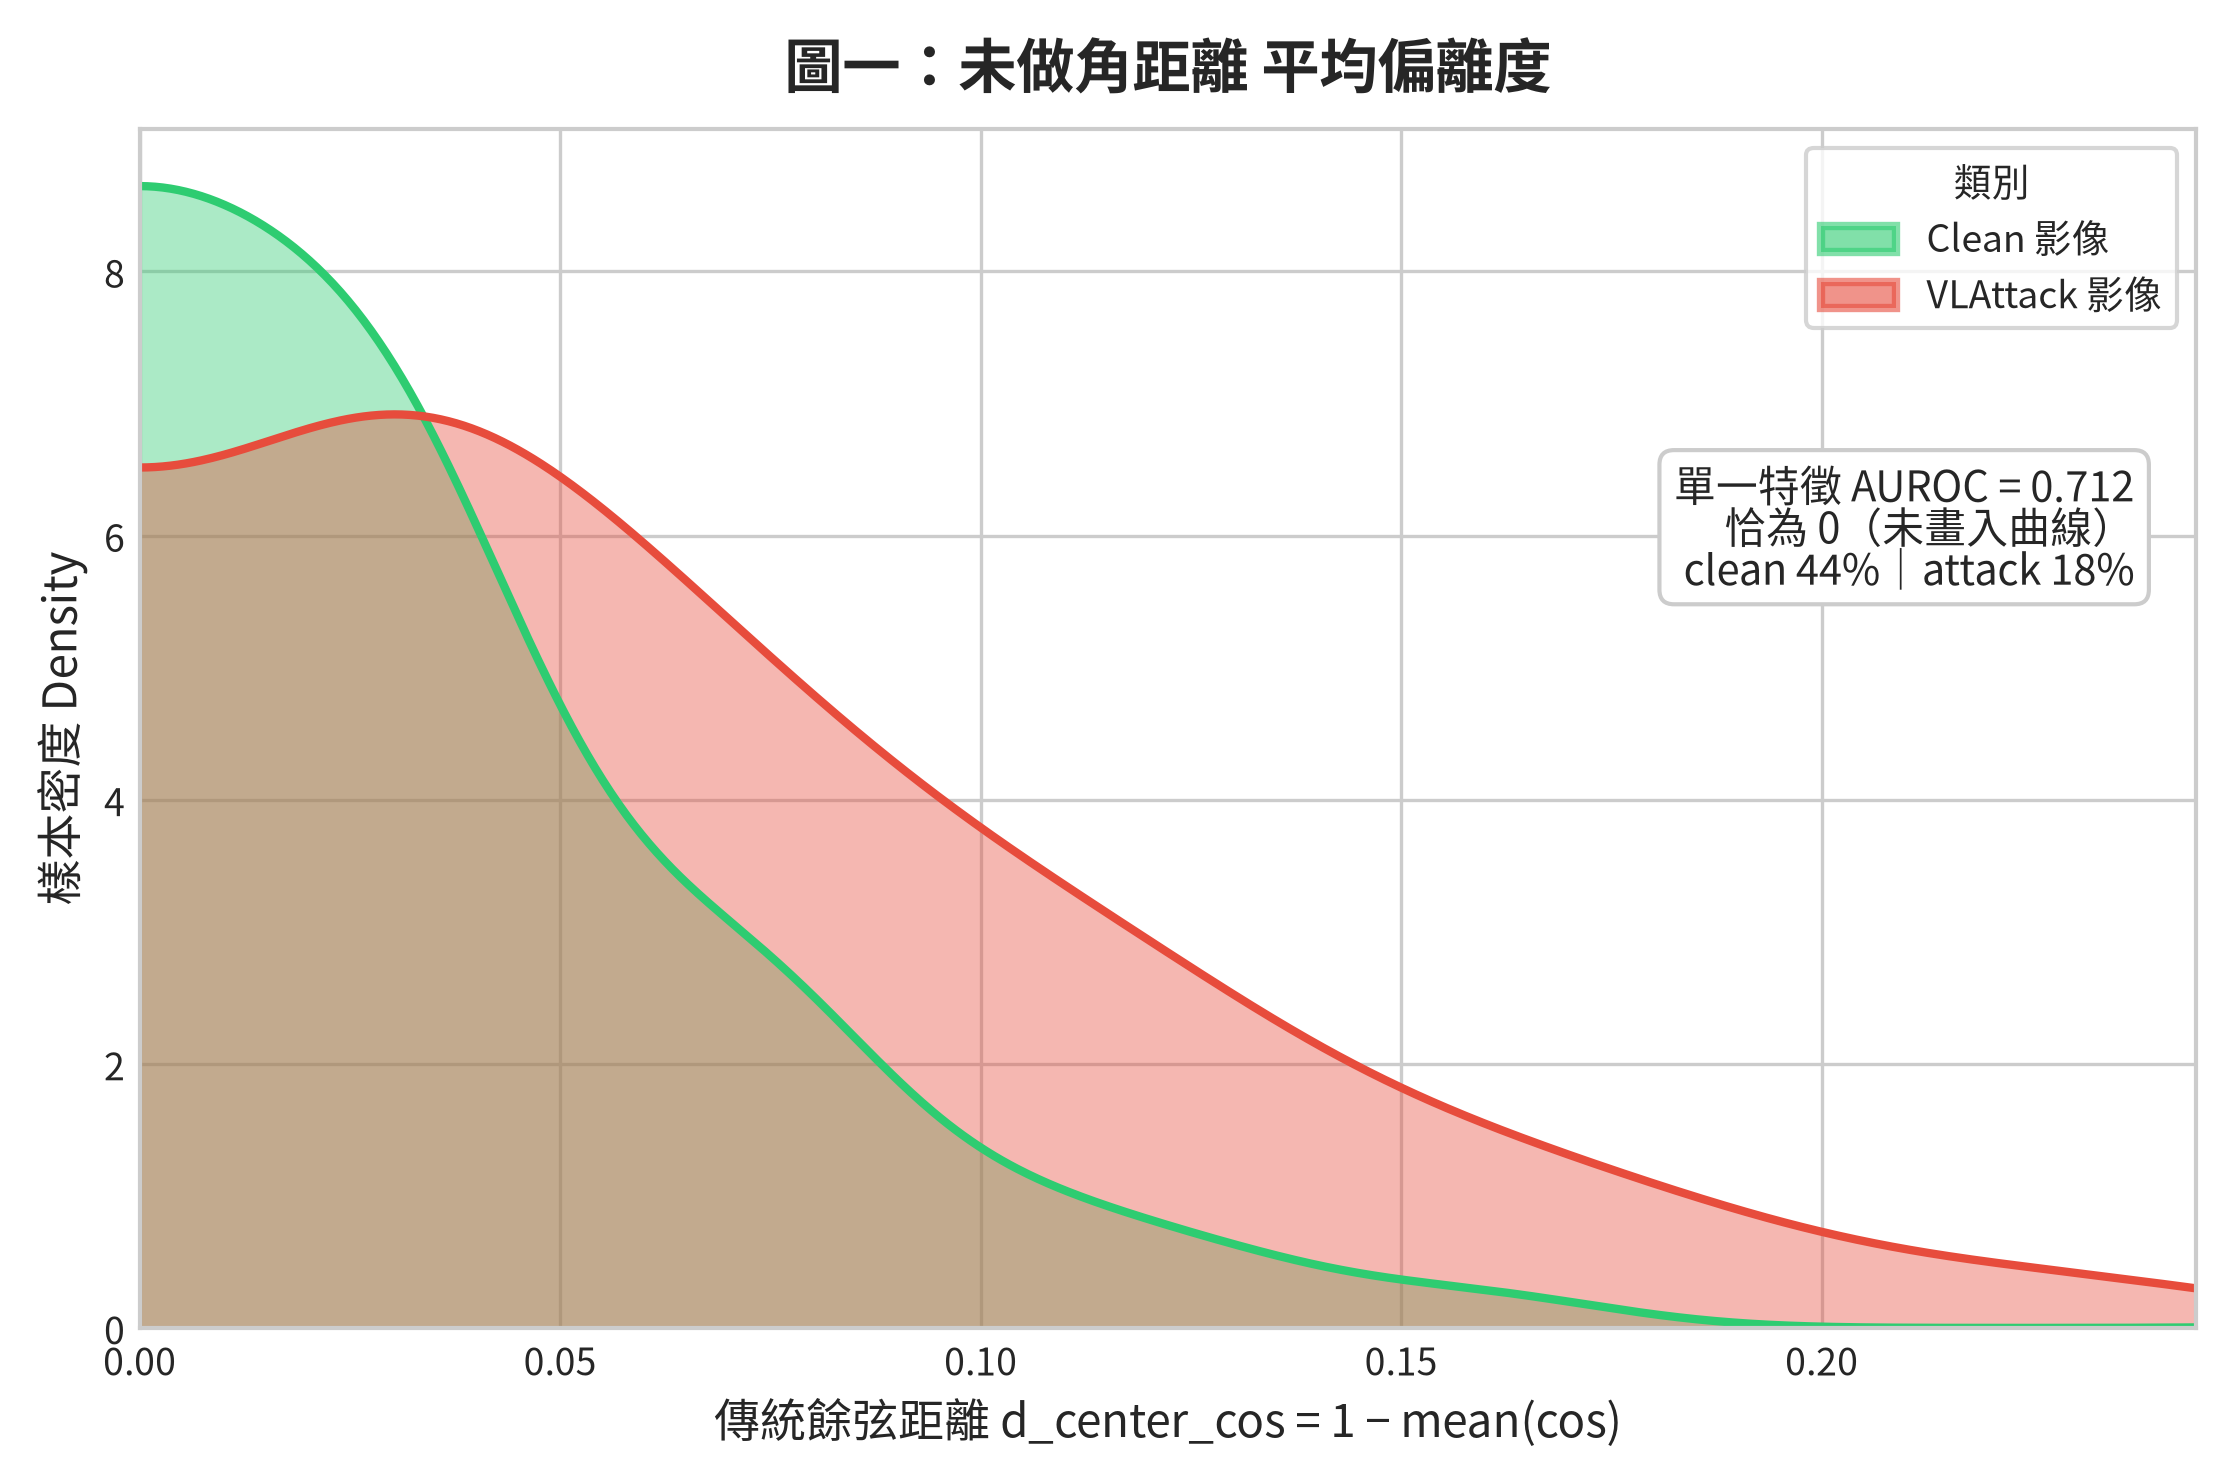 圖一：未做角距離 平均偏離度
類別
Clean 影像
VLAttack 影像
單一特徵 AUROC = 0.712
恰為 0（未畫入曲線）
clean 44%｜attack 18%
樣本密度 Density
8
6
4
2
0
0.00
0.05
0.10
0.15
0.20
傳統餘弦距離 d_center_cos = 1 − mean(cos)